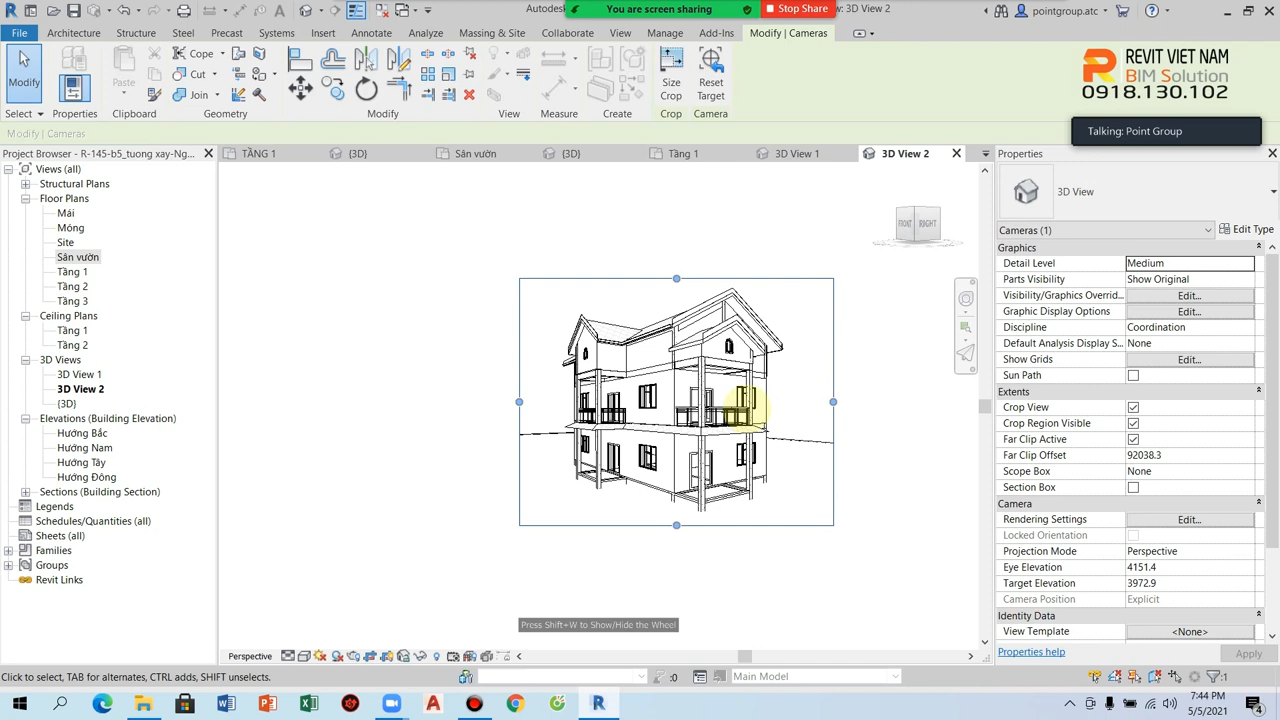 Autodes
You are screen sharing
Stop Share
w: 3D View 2
pointgroup.atc
File
Architecture
Structure
Steel
Precast
Systems
Insert
Annotate
Analyze
Massing & Site
Collaborate
View
Manage
Add-Ins
Modify | Cameras
Modify
Properties
Paste
Cope
Cut
Join
Size
Crop
Reset
Target
Select
Properties
Clipboard
Geometry
Modify
View
Measure
Create
Crop
Camera
REVIT VIET NAM
BIM Solution
0918.130.102
Talking: Point Group
Modify | Cameras
Project Browser - R-145-b5_tuong xay-Ng...
TẦNG 1
{3D}
Sân vườn
{3D}
Tầng 1
3D View 1
3D View 2
Properties
Views (all)
Structural Plans
Floor Plans
Mái
Móng
Site
Sân vườn
Tầng 1
Tầng 2
Tầng 3
Ceiling Plans
Tầng 1
Tầng 2
3D Views
3D View 1
3D View 2
{3D}
Elevations (Building Elevation)
Hướng Bắc
Hướng Nam
Hướng Tây
Hướng Đông
Sections (Building Section)
Legends
Schedules/Quantities (all)
Sheets (all)
Families
Groups
Revit Links
FRONT
RIGHT
Press Shift+W to Show/Hide the Wheel
3D View
Cameras (1)
Edit Type
Graphics
Detail Level Medium
Parts Visibility Show Original
Visibility/Graphics Overrid... Edit...
Graphic Display Options Edit...
Discipline Coordination
Default Analysis Display S... None
Show Grids Edit...
Sun Path
Extents
Crop View
Crop Region Visible
Far Clip Active
Far Clip Offset 92038.3
Scope Box None
Section Box
Camera
Rendering Settings Edit...
Locked Orientation
Projection Mode Perspective
Eye Elevation 4151.4
Target Elevation 3972.9
Camera Position Explicit
Identity Data
View Template <None>
Properties help
Apply
Perspective
Click to select, TAB for alternates, CTRL adds, SHIFT unselects.
:0
Main Model
:1
7:44 PM
5/5/2021
4